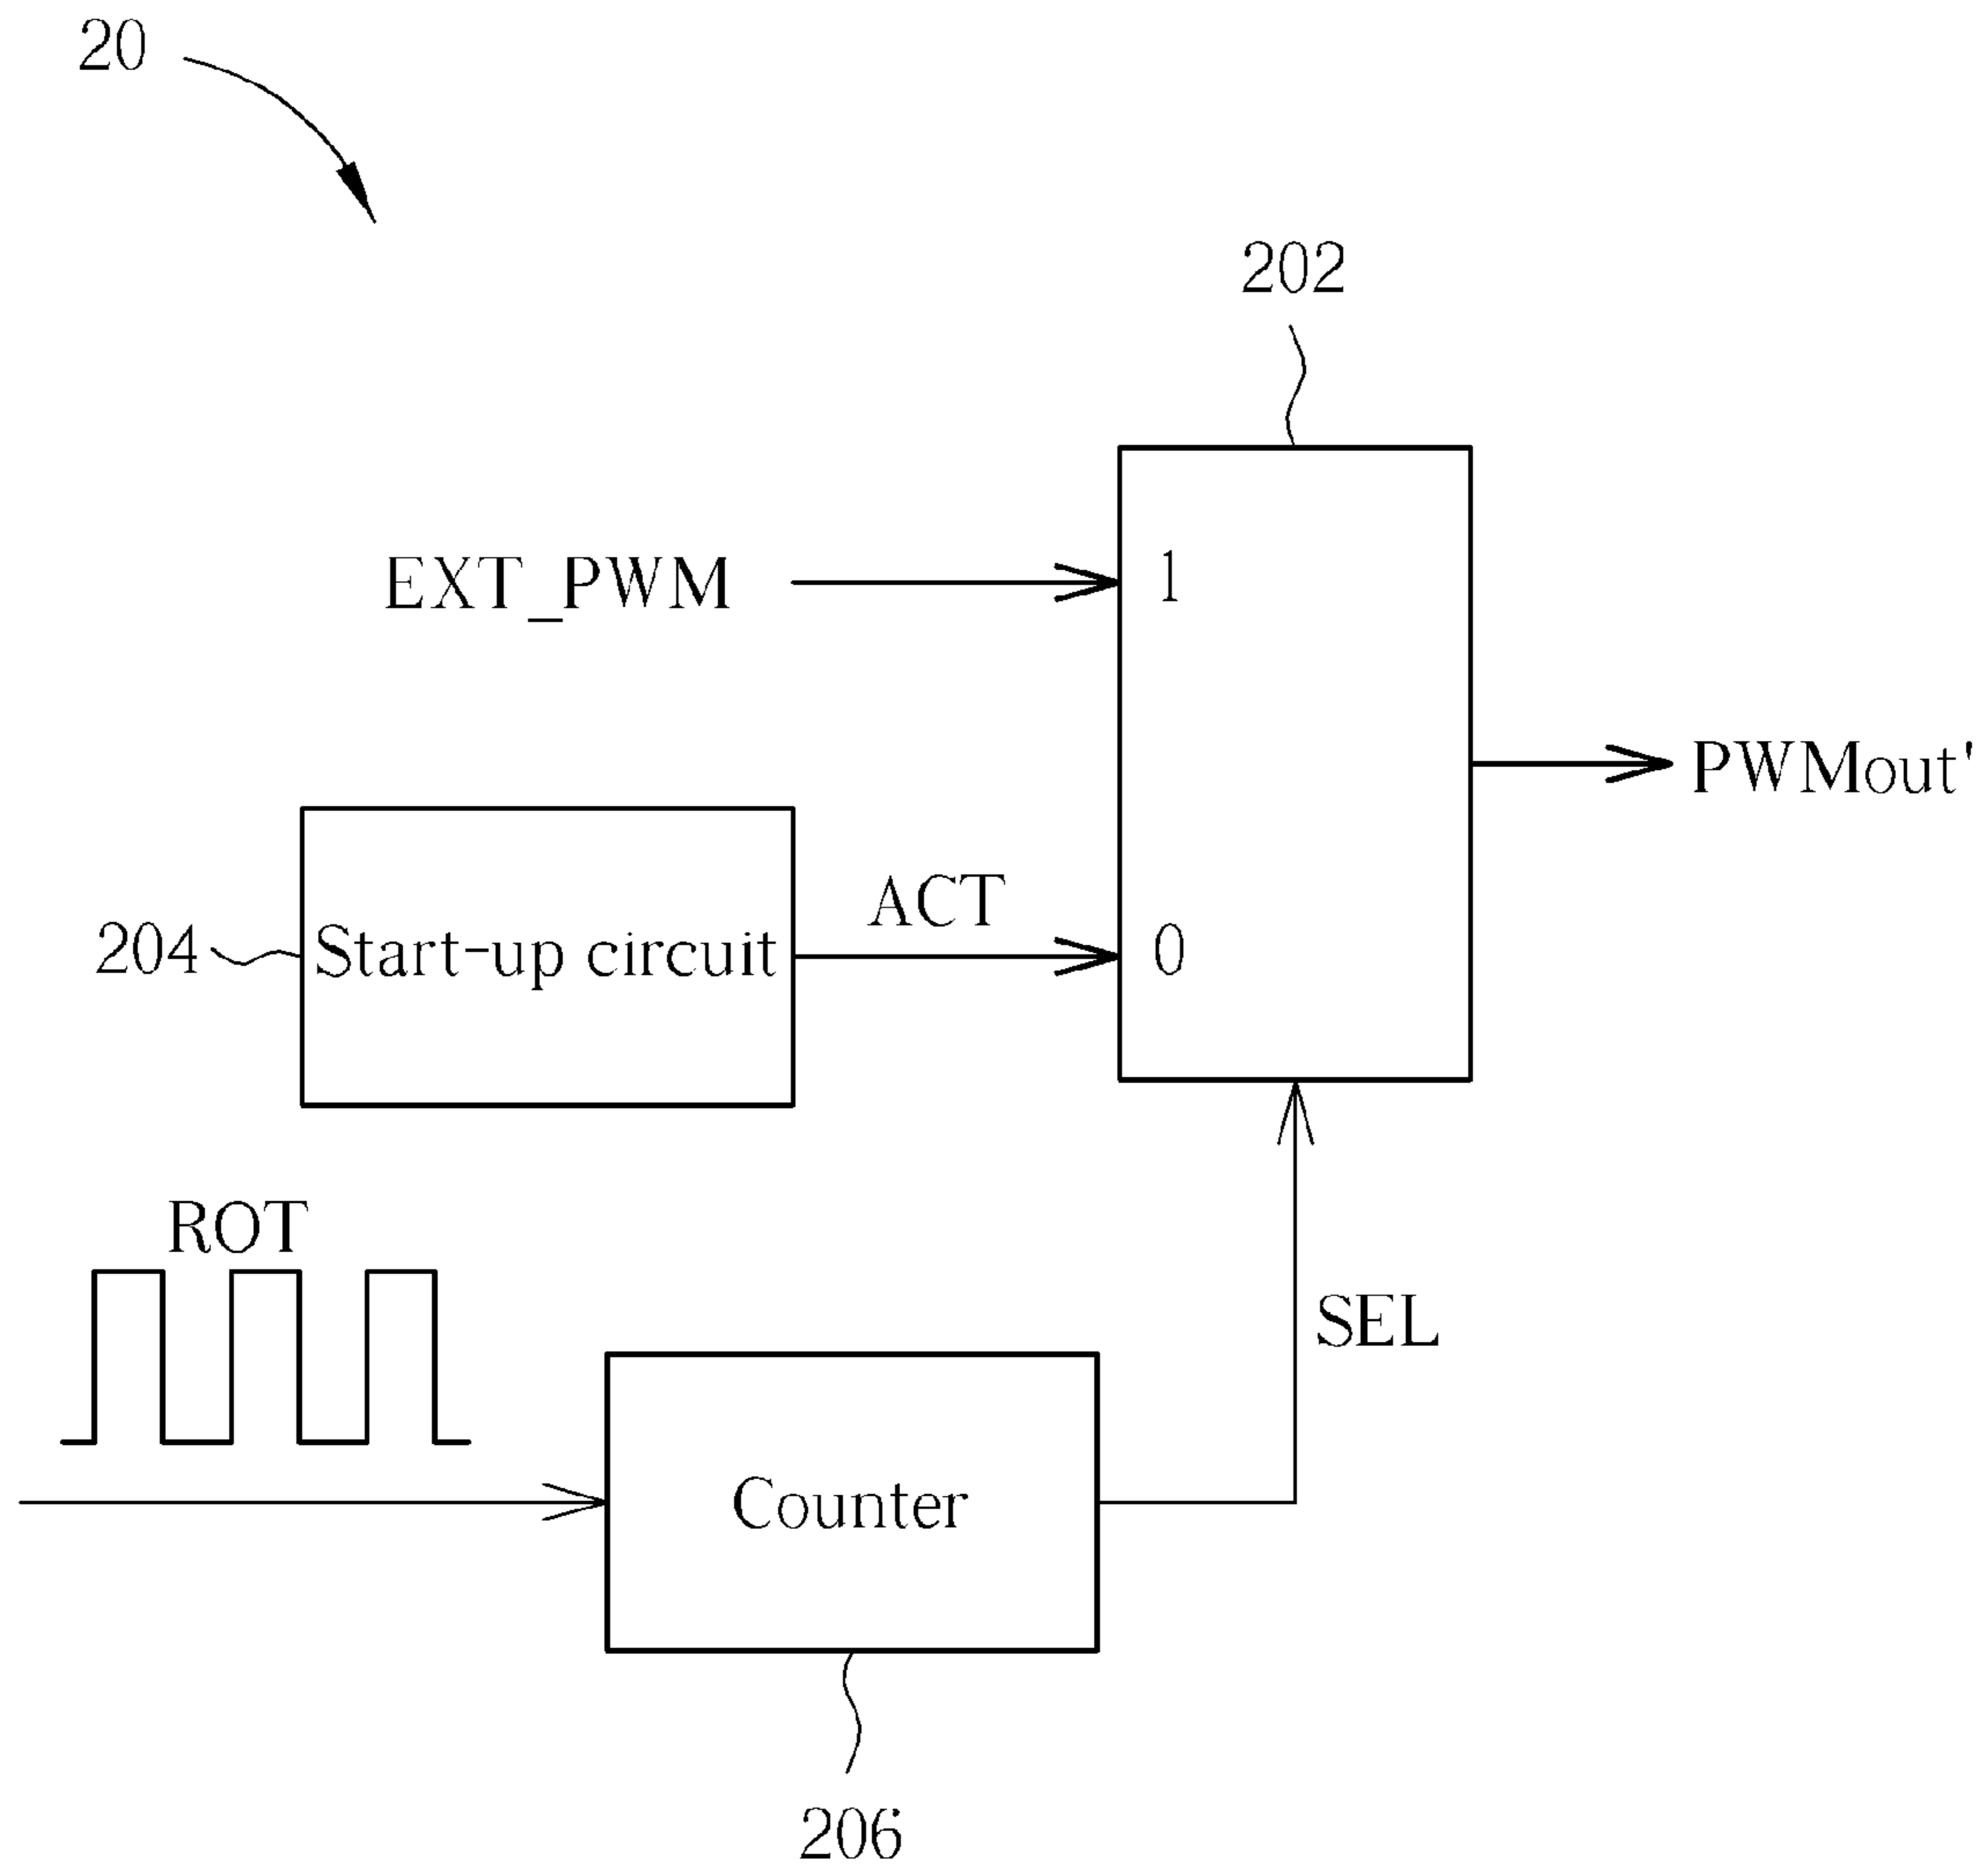 20
202
EXT_PWM
1
PWMout'
ACT
204
Start-up circuit
0
ROT
SEL
Counter
206